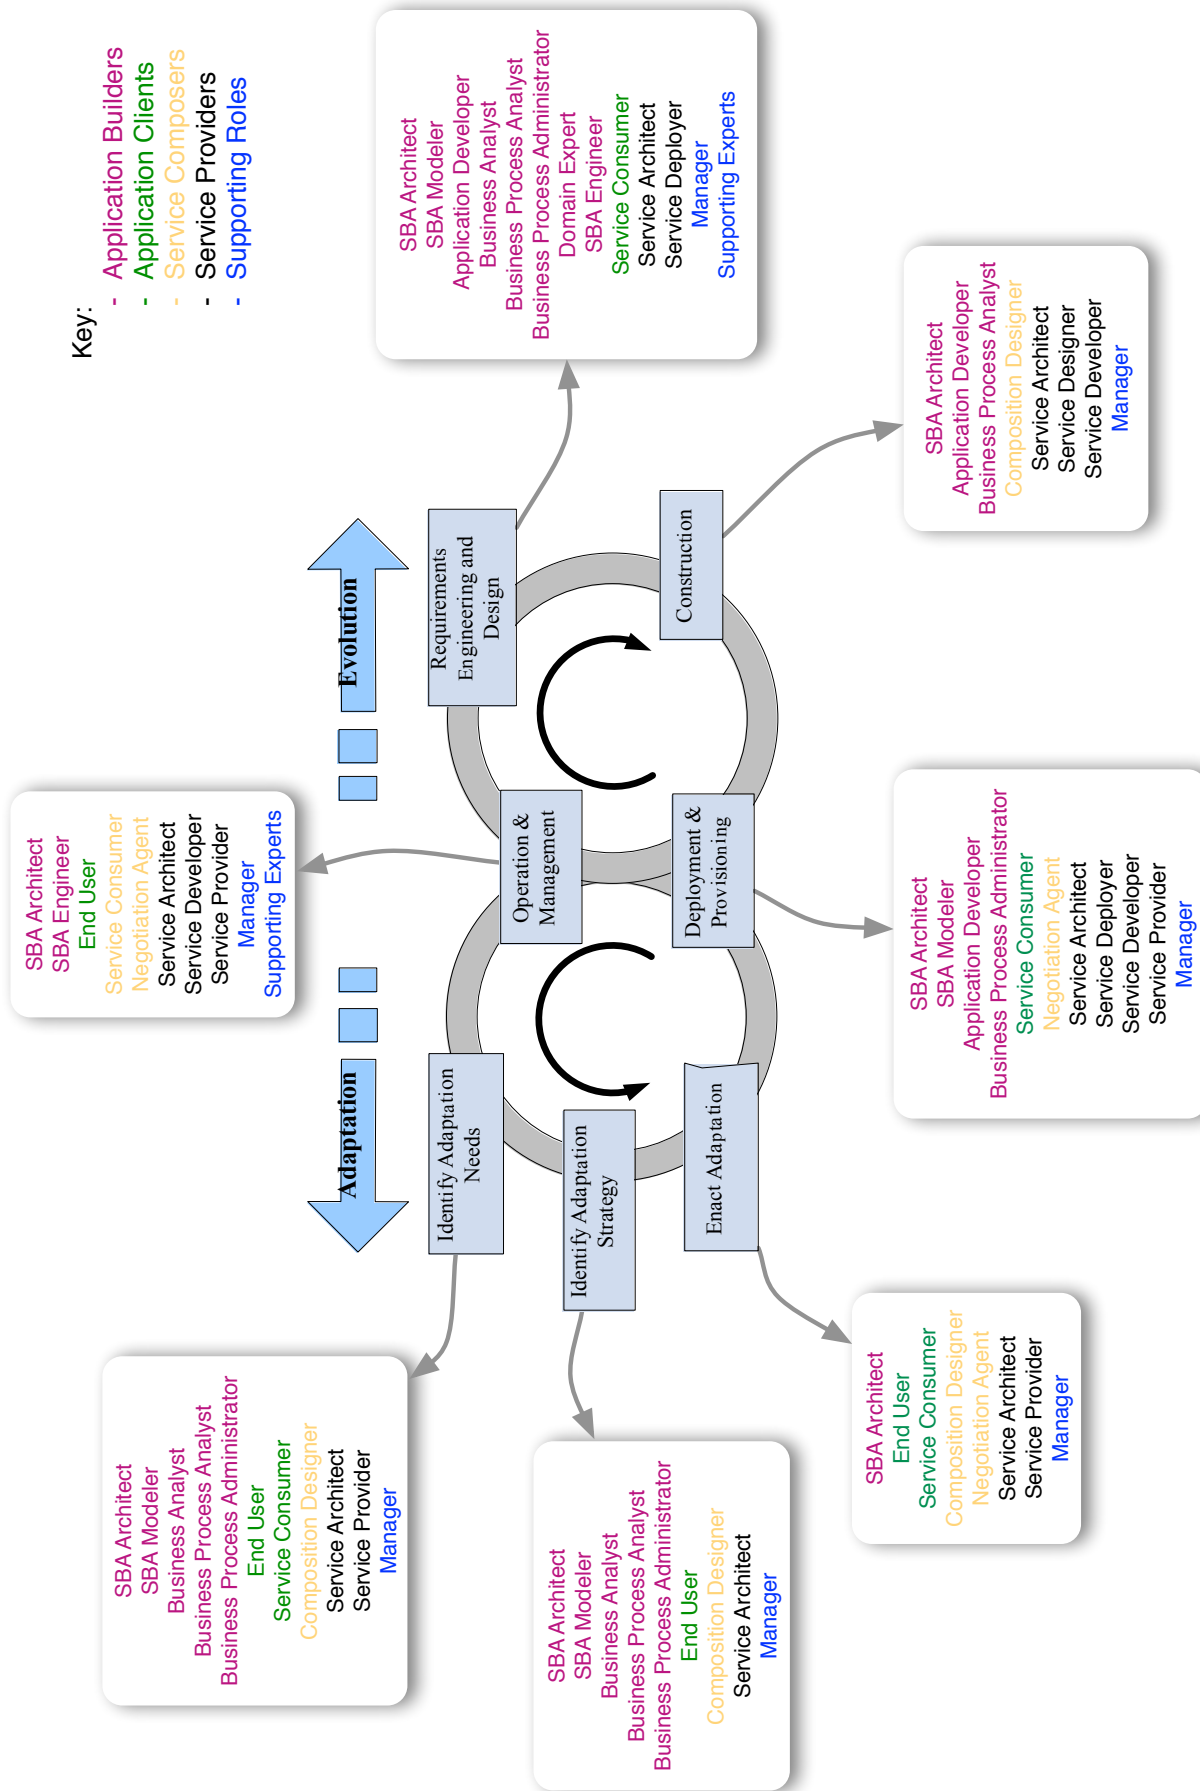 Key:
- Application Builders
- Application Clients
- Service Composers
- Service Providers
- Supporting Roles
SBA Architect
SBA Engineer
End User
Service Consumer
Negotiation Agent
Service Architect
Service Developer
Service Provider
Manager
Supporting Experts
Adaptation
Evolution
SBA Architect
SBA Modeler
Business Analyst
Business Process Analyst
Business Process Administrator
End User
Service Consumer
Composition Designer
Service Architect
Service Provider
Manager
Identify Adaptation
Needs
Operation &
Management
Requirements
Engineering and
Design
SBA Architect
SBA Modeler
Application Developer
Business Analyst
Business Process Analyst
Business Process Administrator
Domain Expert
SBA Engineer
Service Consumer
Service Architect
Service Deployer
Manager
Supporting Experts
Identify Adaptation
Strategy
Enact Adaptation
Deployment &
Provisioning
Construction
SBA Architect
SBA Modeler
Business Analyst
Business Process Analyst
Business Process Administrator
End User
Composition Designer
Service Architect
Manager
SBA Architect
End User
Service Consumer
Composition Designer
Negotiation Agent
Service Architect
Service Provider
Manager
SBA Architect
SBA Modeler
Application Developer
Business Process Administrator
Service Consumer
Negotiation Agent
Service Architect
Service Deployer
Service Developer
Service Provider
Manager
SBA Architect
Application Developer
Business Process Analyst
Composition Designer
Service Architect
Service Designer
Service Developer
Manager